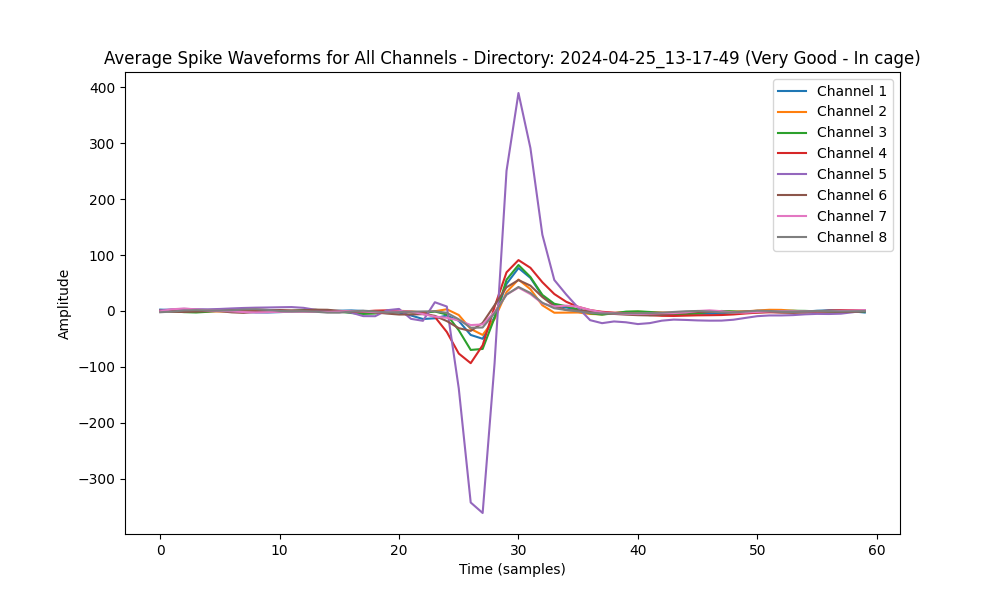 Average Spike Waveforms for All Channels - Directory: 2024-04-25_13-17-49 (Very Good - In cage)
400
300
200
100
0
−100
−200
−300
Amplitude
Channel 1
Channel 2
Channel 3
Channel 4
Channel 5
Channel 6
Channel 7
Channel 8
0 10 20 30 40 50 60
Time (samples)